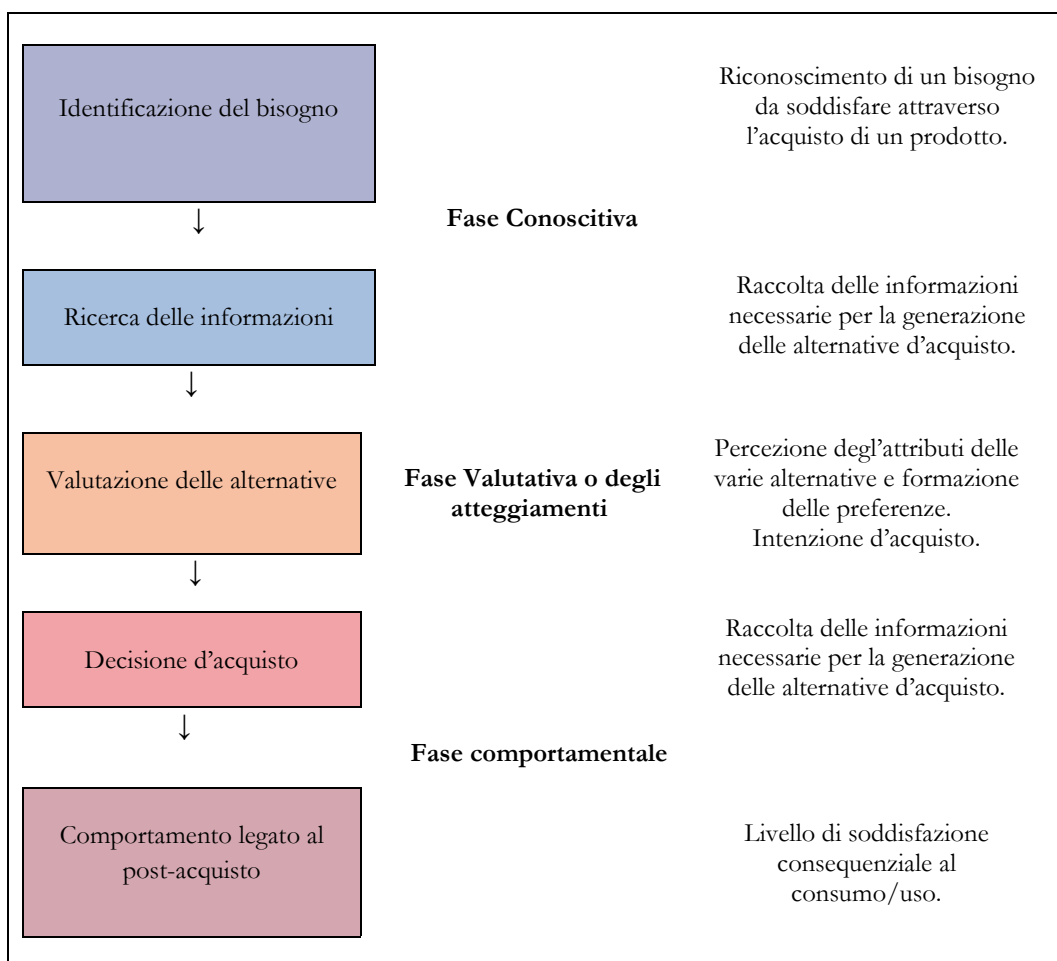 Identificazione del bisogno
Riconoscimento di un bisogno
da soddisfare attraverso
l'acquisto di un prodotto.
↓
Fase Conoscitiva
Ricerca delle informazioni
Raccolta delle informazioni
necessarie per la generazione
delle alternative d'acquisto.
↓
Valutazione delle alternative
Fase Valutativa o degli
atteggiamenti
Percezione degl'attributi delle
varie alternative e formazione
delle preferenze.
Intenzione d'acquisto.
↓
Decisione d'acquisto
Raccolta delle informazioni
necessarie per la generazione
delle alternative d'acquisto.
↓
Fase comportamentale
Comportamento legato al
post-acquisto
Livello di soddisfazione
consequenziale al
consumo/uso.